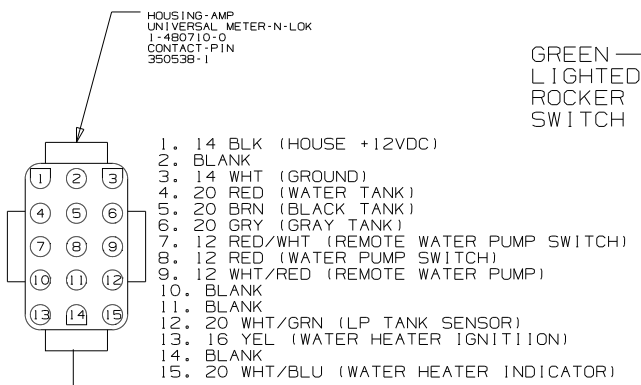 HOUSING-AMP
UNIVERSAL METER-N-LOK
1-480710-0
CONTACT-PIN
350538-1
GREEN
LIGHTED
ROCKER
SWITCH
1 2 3
4 5 6
7 8 9
10 11 12
13 14 15
1. 14 BLK (HOUSE +12VDC)
2. BLANK
3. 14 WHT (GROUND)
4. 20 RED (WATER TANK)
5. 20 BRN (BLACK TANK)
6. 20 GRY (GRAY TANK)
7. 12 RED/WHT (REMOTE WATER PUMP SWITCH)
8. 12 RED (WATER PUMP SWITCH)
9. 12 WHT/RED (REMOTE WATER PUMP)
10. BLANK
11. BLANK
12. 20 WHT/GRN (LP TANK SENSOR)
13. 16 YEL (WATER HEATER IGNITIION)
14. BLANK
15. 20 WHT/BLU (WATER HEATER INDICATOR)